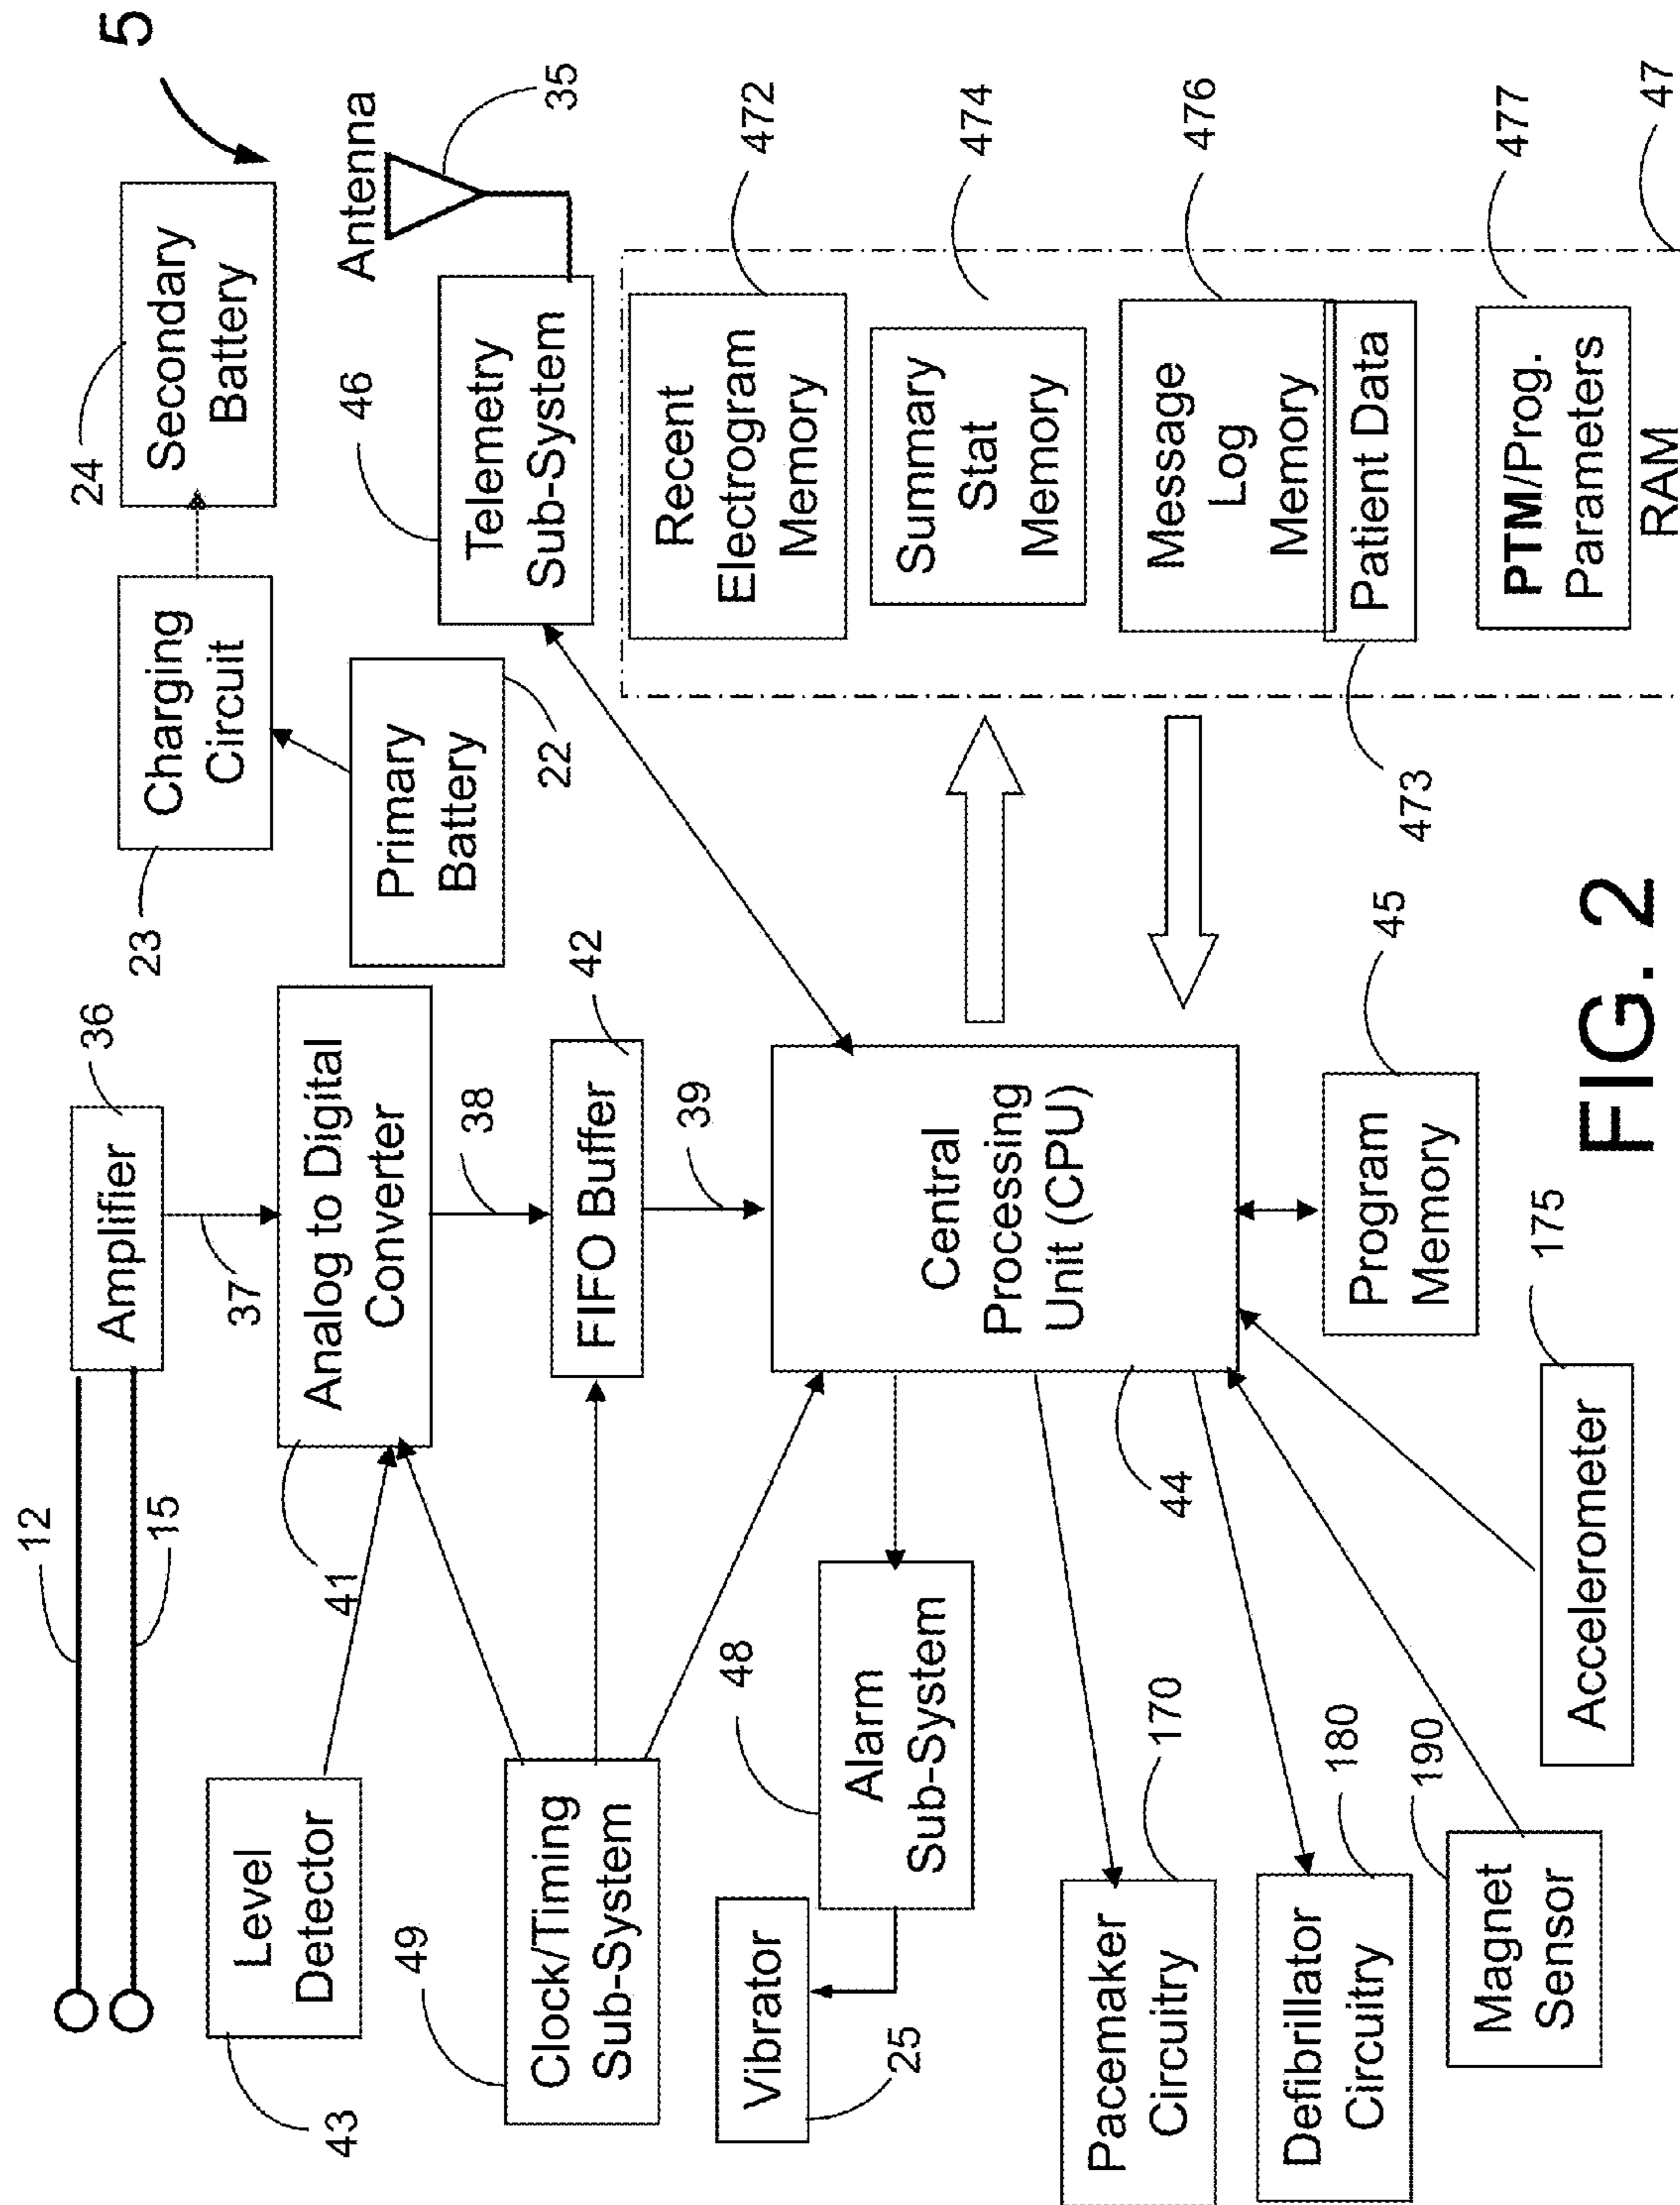 5
12
15
Amplifier
36
37
Level
Detector
43
41
Analog to Digital
Converter
38
23
Charging
Circuit
24
Secondary
Battery
Primary
Battery
22
Antenna
35
46
Telemetry
Sub-System
49
Clock/Timing
Sub-System
FIFO Buffer
42
39
Vibrator
25
48
Alarm
Sub-System
Central
Processing
Unit (CPU)
44
Recent
Electrogram
Memory
472
Summary
Stat
Memory
474
Message
Log
Memory
476
Patient Data
473
PTM/Prog.
Parameters
477
RAM
47
Pacemaker
Circuitry
170
Defibrillator
Circuitry
180
190
Magnet
Sensor
Accelerometer
175
Program
Memory
45
FIG. 2